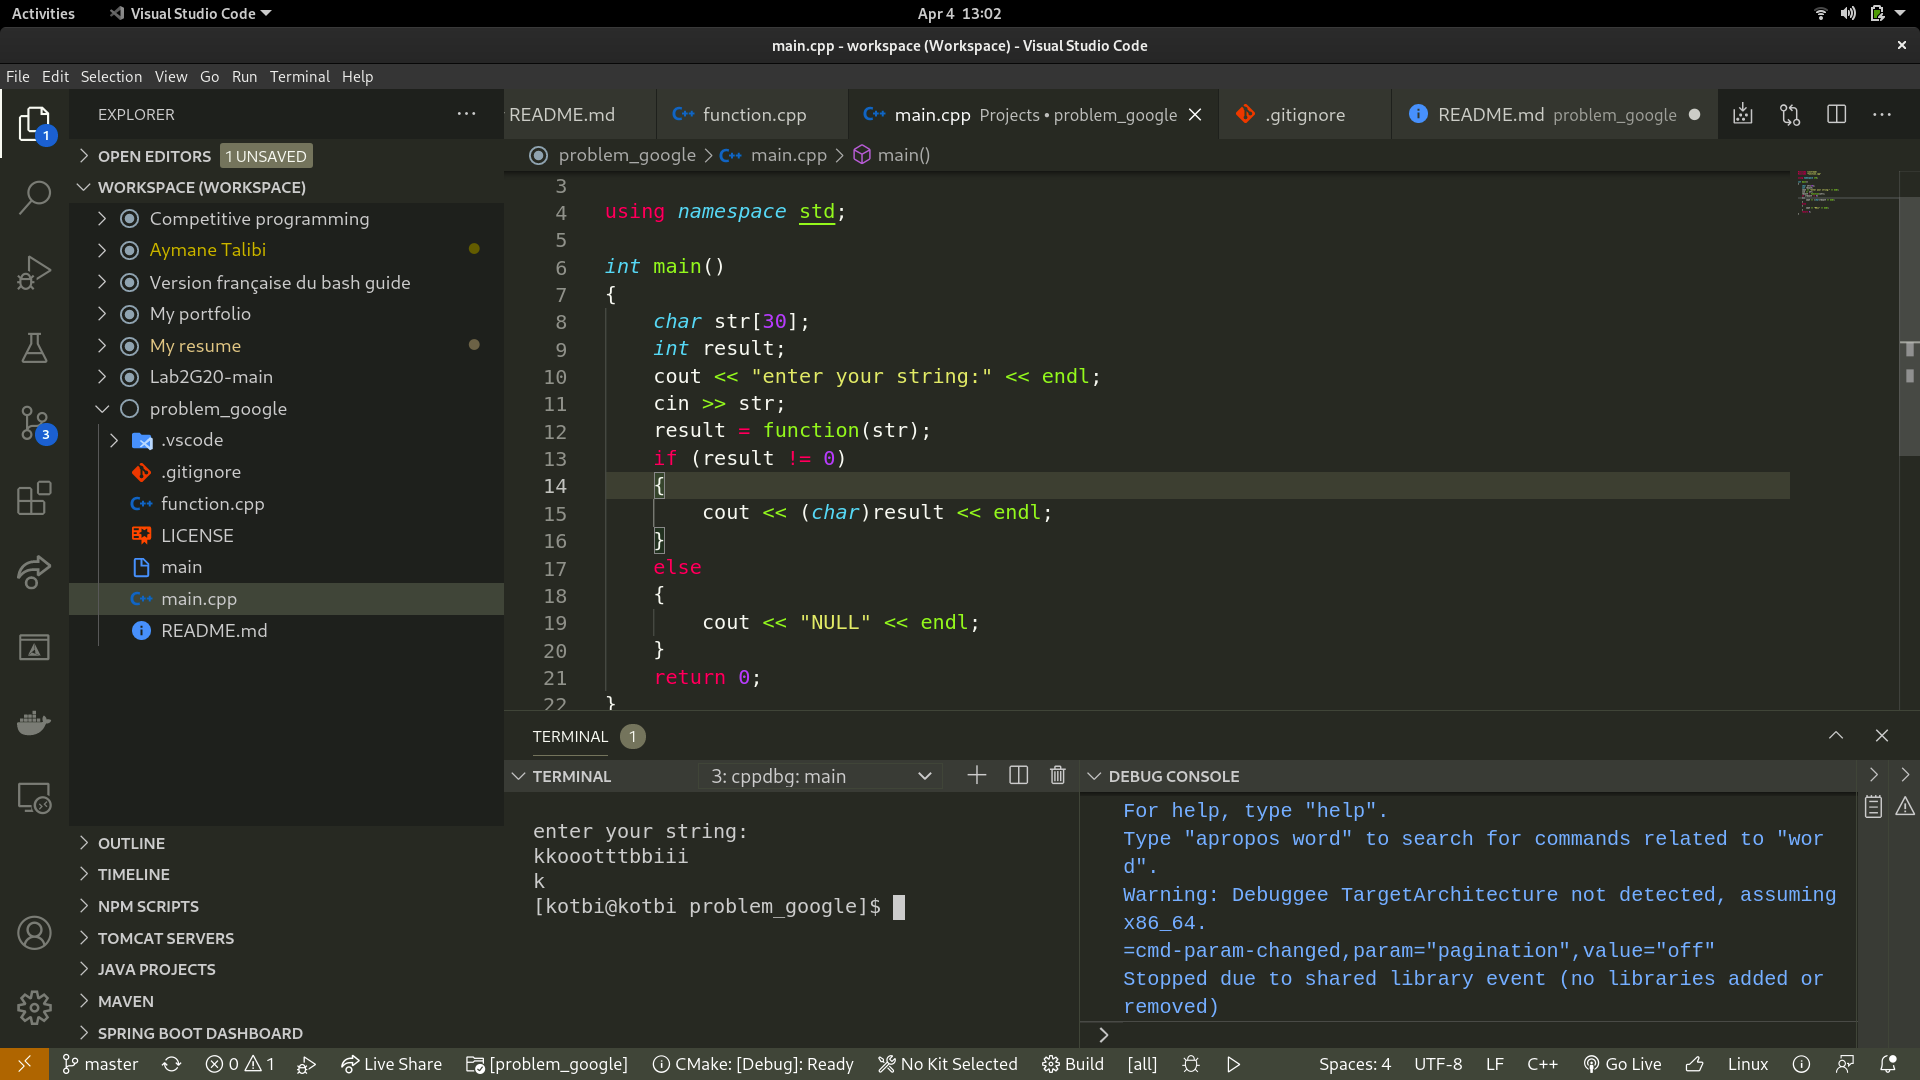 Activities
Visual Studio Code
Apr 4 13:02
main.cpp - workspace (Workspace) - Visual Studio Code
File Edit Selection View Go Run Terminal Help
EXPLORER
README.md
function.cpp
main.cpp Projects • problem_google
.gitignore
README.md problem_google
1
OPEN EDITORS 1 UNSAVED
WORKSPACE (WORKSPACE)
Competitive programming
Aymane Talibi
Version française du bash guide
My portfolio
My resume
Lab2G20-main
problem_google
.vscode
.gitignore
function.cpp
LICENSE
main
main.cpp
README.md
3
OUTLINE
TIMELINE
NPM SCRIPTS
TOMCAT SERVERS
JAVA PROJECTS
MAVEN
SPRING BOOT DASHBOARD
problem_google > main.cpp > main()
3
4 using namespace std;
5
6 int main()
7 {
8 char str[30];
9 int result;
10 cout << "enter your string:" << endl;
11 cin >> str;
12 result = function(str);
13 if (result != 0)
14 {
15 cout << (char)result << endl;
16 }
17 else
18 {
19 cout << "NULL" << endl;
20 }
21 return 0;
22 }
TERMINAL 1
TERMINAL 3: cppdbg: main
enter your string:
kkoootttbbiii
k
[kotbi@kotbi problem_google]$
DEBUG CONSOLE
For help, type "help".
Type "apropos word" to search for commands related to "wor
d".
Warning: Debuggee TargetArchitecture not detected, assuming
x86_64.
=cmd-param-changed,param="pagination",value="off"
Stopped due to shared library event (no libraries added or
removed)
>
master 0 1 Live Share [problem_google] CMake: [Debug]: Ready No Kit Selected Build [all] Spaces: 4 UTF-8 LF C++ Go Live Linux